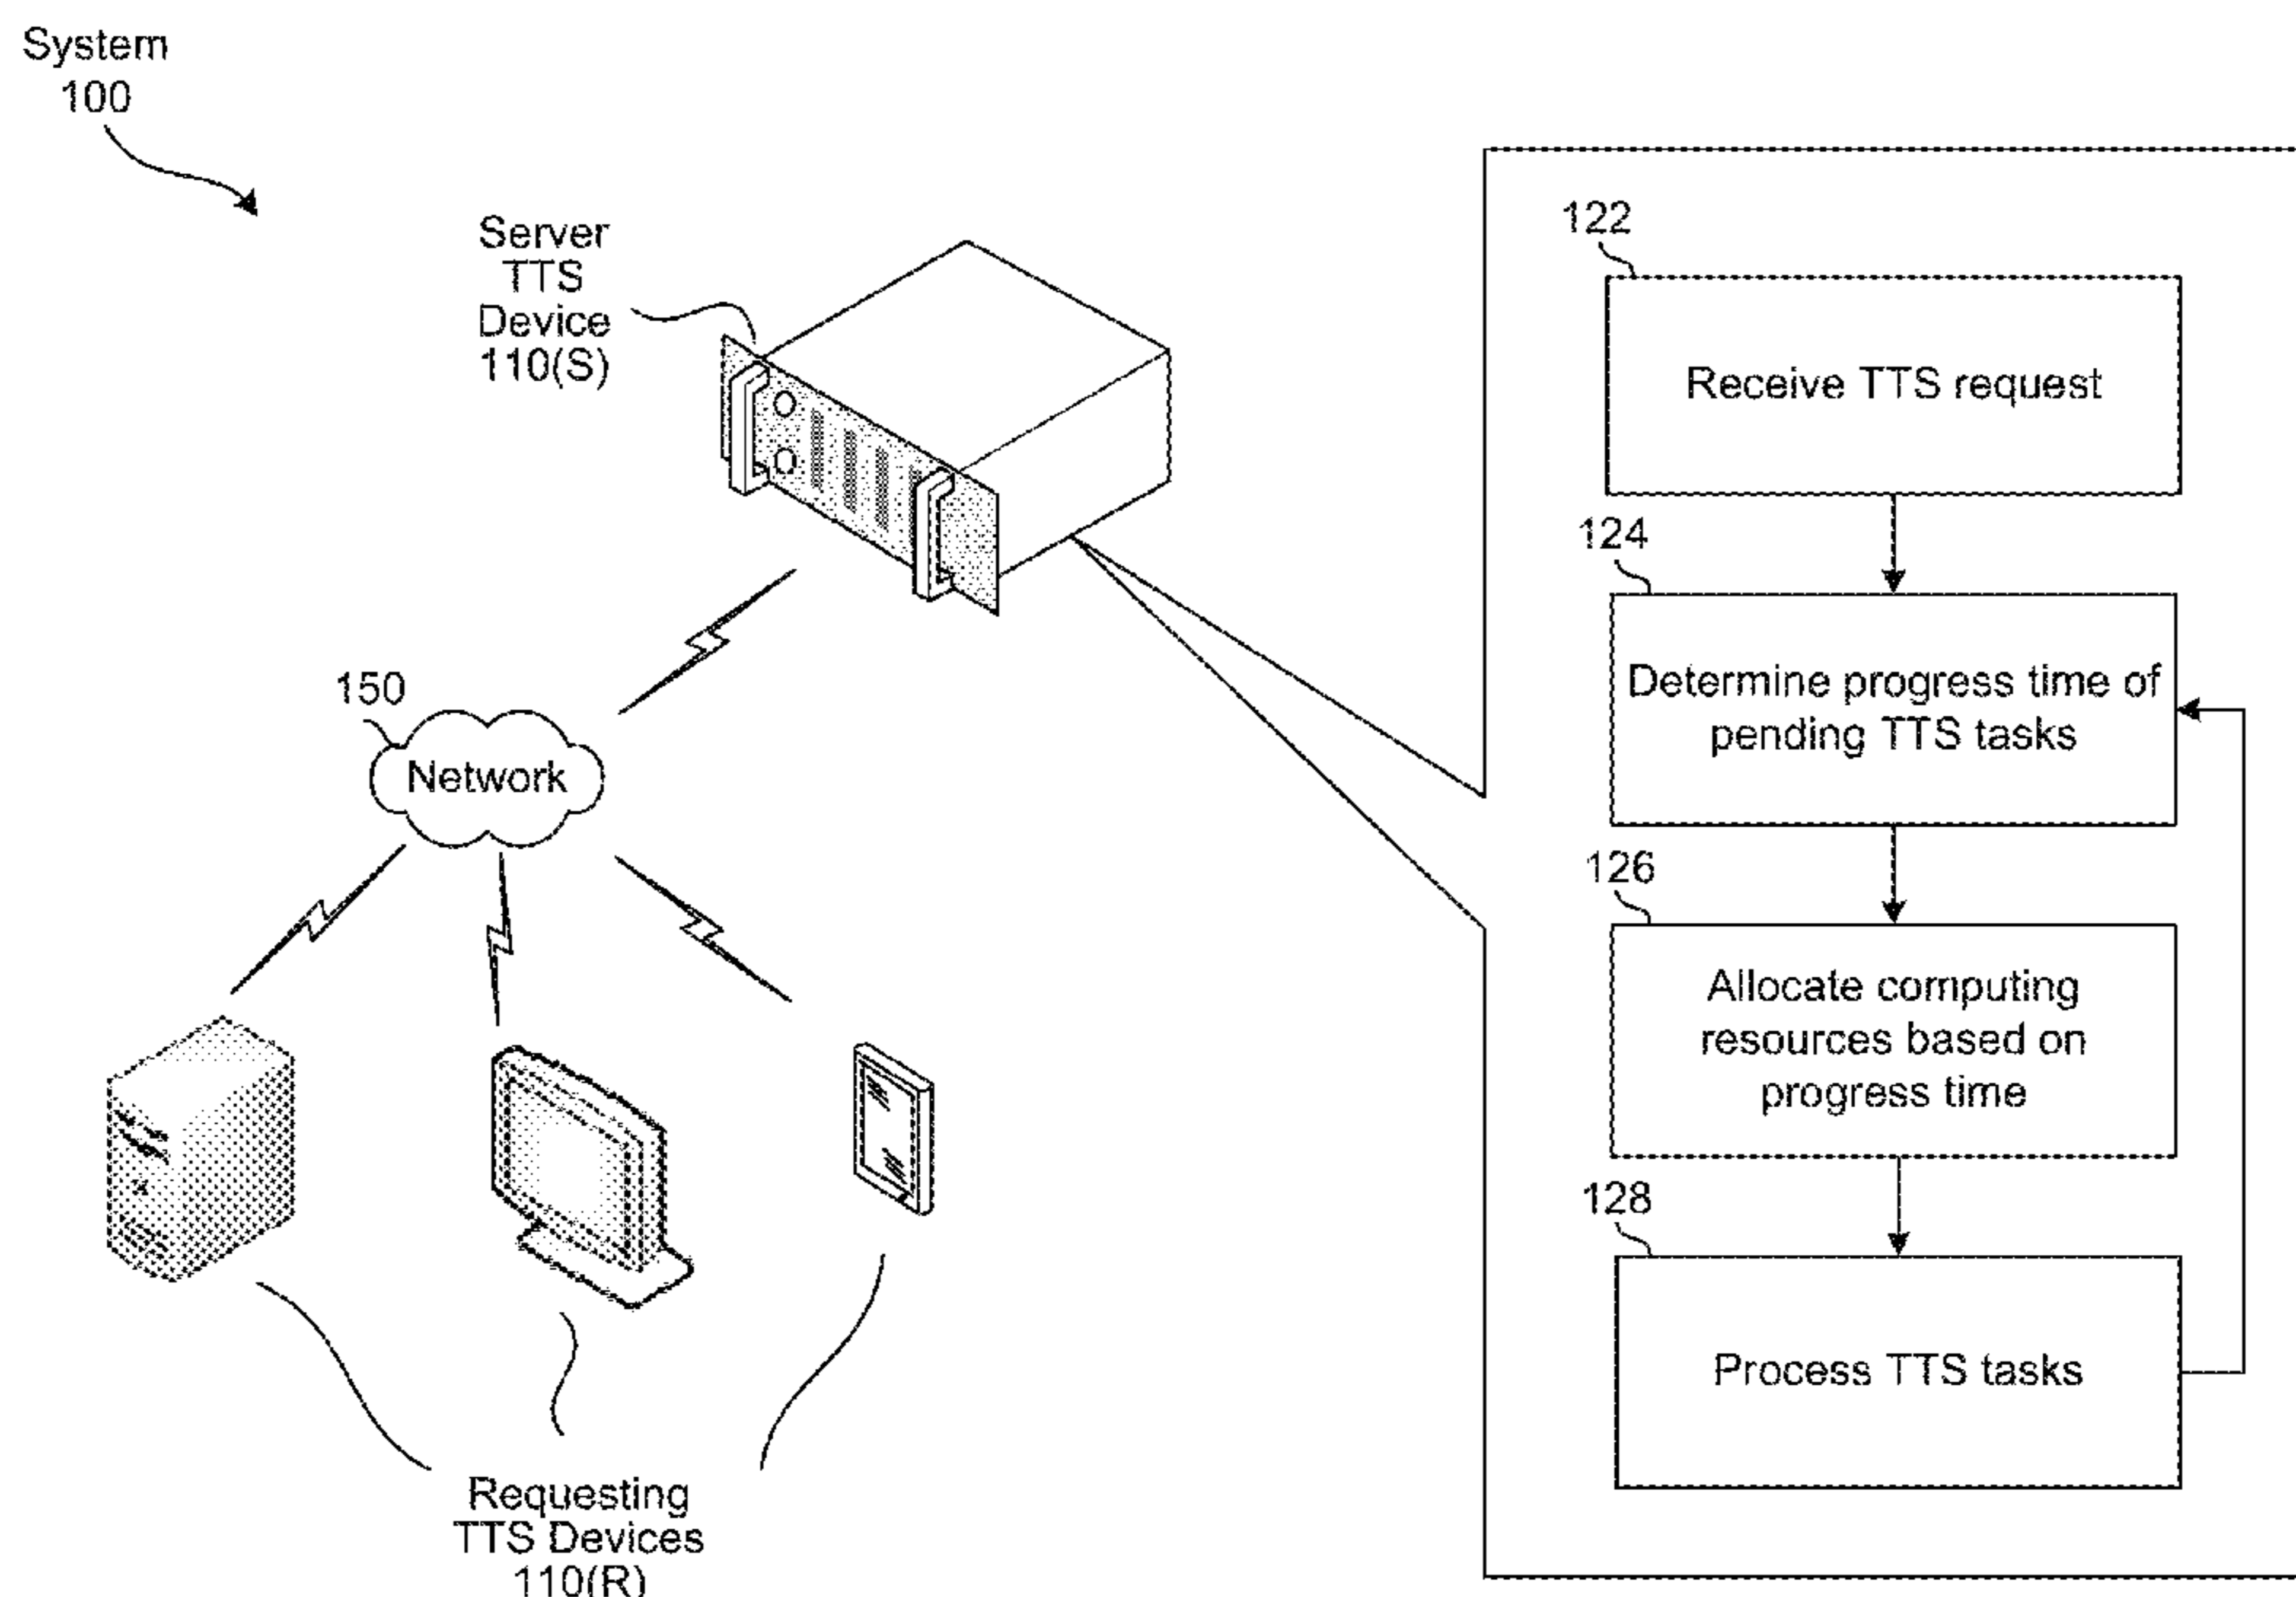 System
100
Server
TTS
Device
110(S)
150
Network
Requesting
TTS Devices
110(R)
122
Receive TTS request
124
Determine progress time of
pending TTS tasks
126
Allocate computing
resources based on
progress time
128
Process TTS tasks